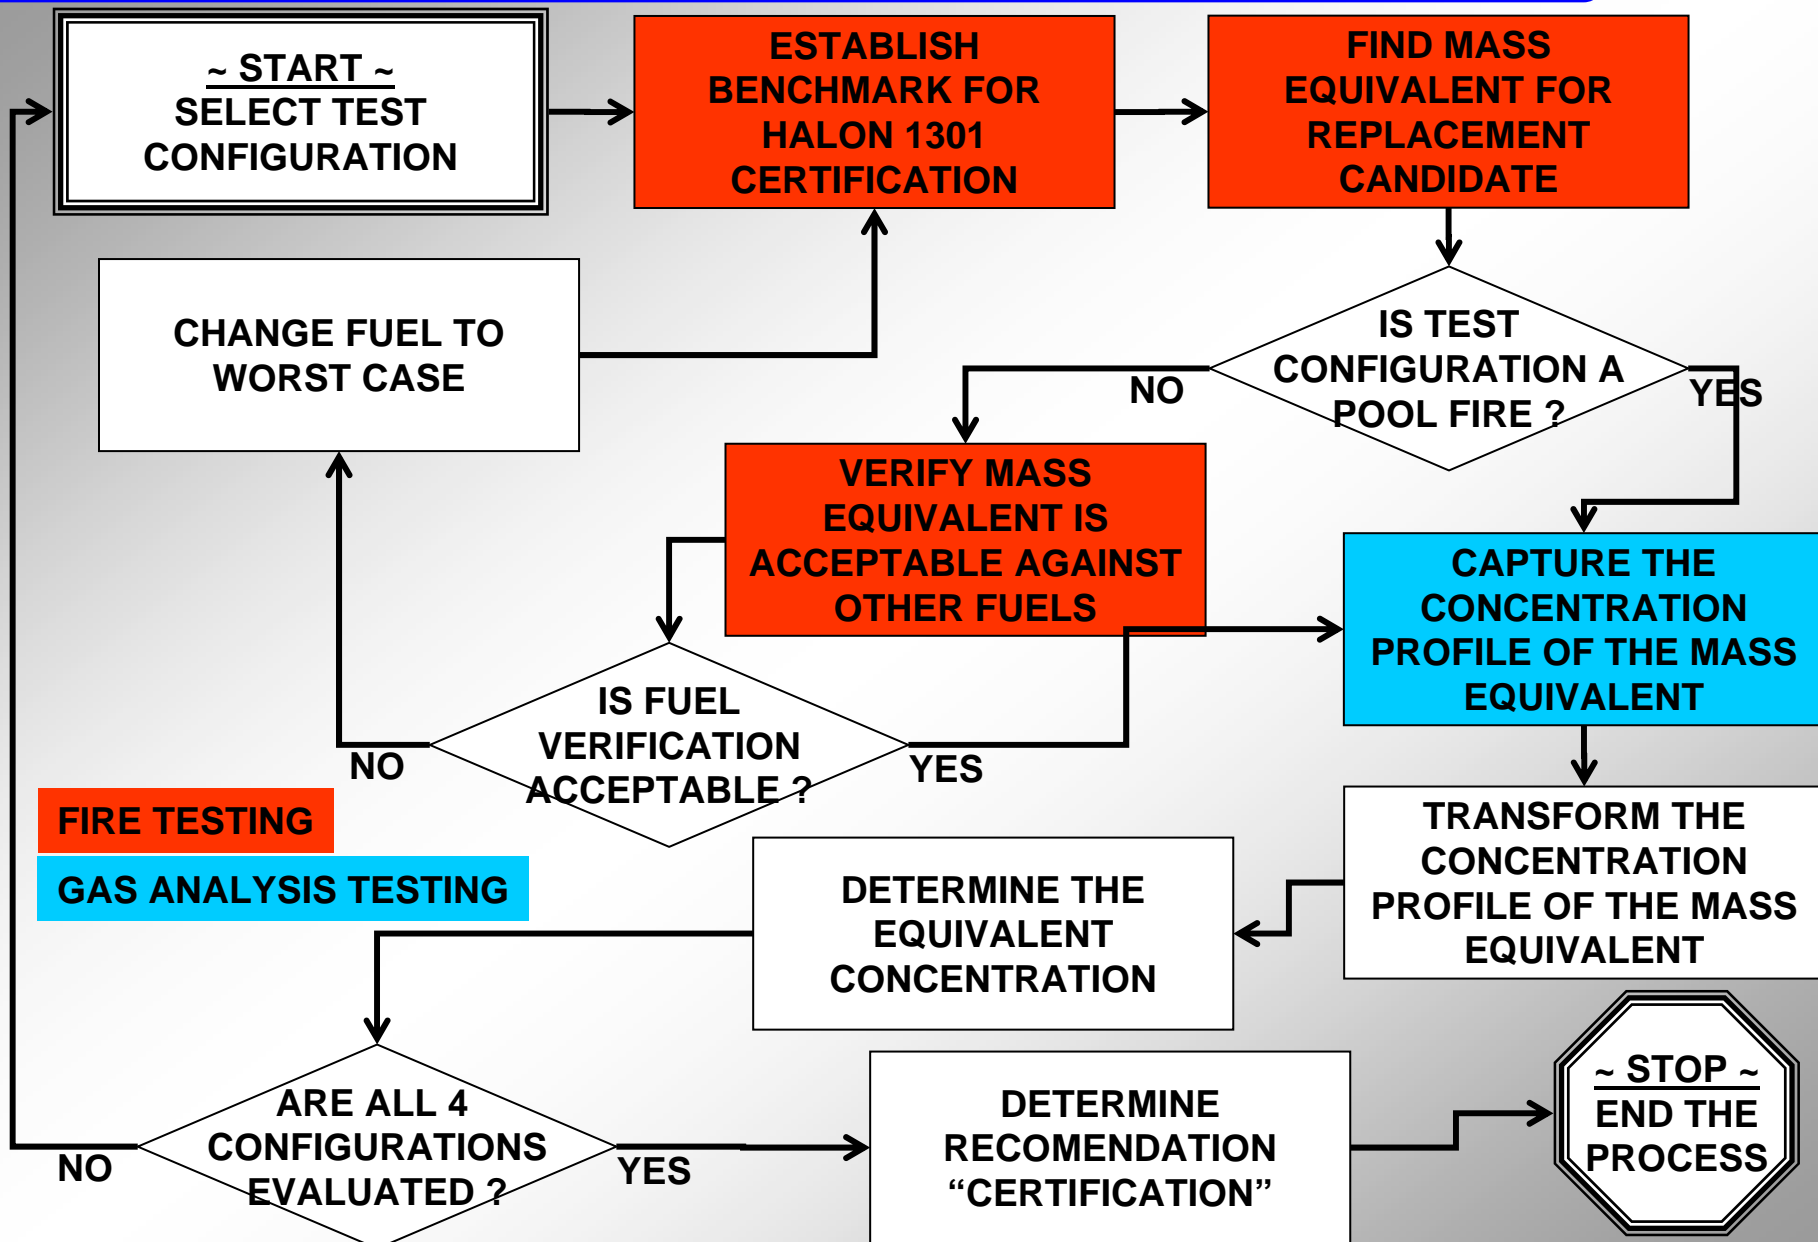 ~ START ~
SELECT TEST
CONFIGURATION
ESTABLISH
BENCHMARK FOR
HALON 1301
CERTIFICATION
FIND MASS
EQUIVALENT FOR
REPLACEMENT
CANDIDATE
CHANGE FUEL TO
WORST CASE
IS TEST
CONFIGURATION A
POOL FIRE ?
NO
YES
VERIFY MASS
EQUIVALENT IS
ACCEPTABLE AGAINST
OTHER FUELS
CAPTURE THE
CONCENTRATION
PROFILE OF THE MASS
EQUIVALENT
IS FUEL
VERIFICATION
ACCEPTABLE ?
NO
YES
FIRE TESTING
GAS ANALYSIS TESTING
TRANSFORM THE
CONCENTRATION
PROFILE OF THE MASS
EQUIVALENT
DETERMINE THE
EQUIVALENT
CONCENTRATION
ARE ALL 4
CONFIGURATIONS
EVALUATED ?
NO
YES
DETERMINE
RECOMENDATION
“CERTIFICATION”
~ STOP ~
END THE
PROCESS